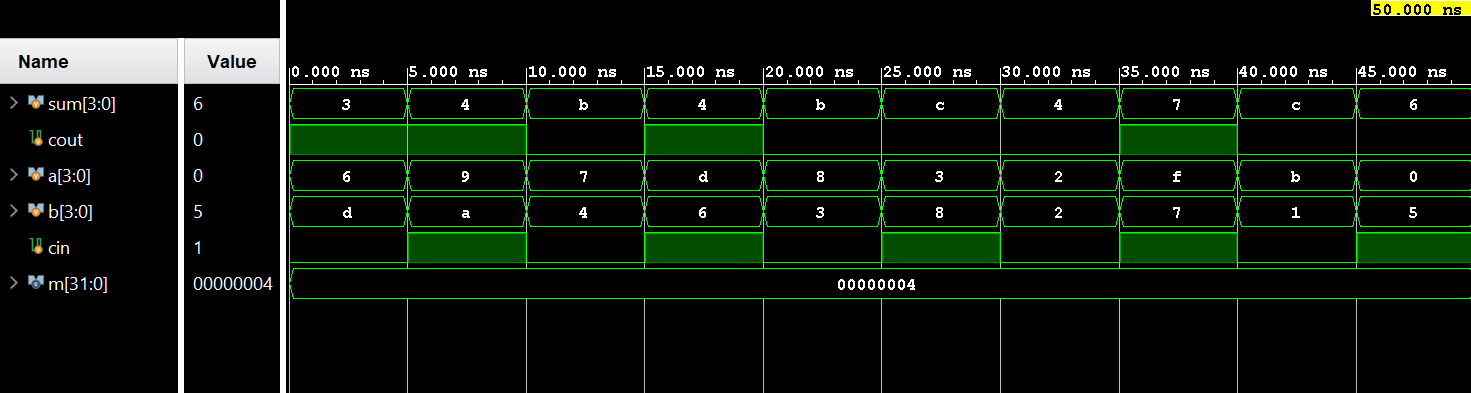 50.000 ns
Name Value
0.000 ns 5.000 ns 10.000 ns 15.000 ns 20.000 ns 25.000 ns 30.000 ns 35.000 ns 40.000 ns 45.000 ns
sum[3:0] 6 3 4 b 4 b c 4 7 c 6
cout 0
a[3:0] 0 6 9 7 d 8 3 2 f b 0
b[3:0] 5 d a 4 6 3 8 2 7 1 5
cin 1
m[31:0] 00000004 00000004